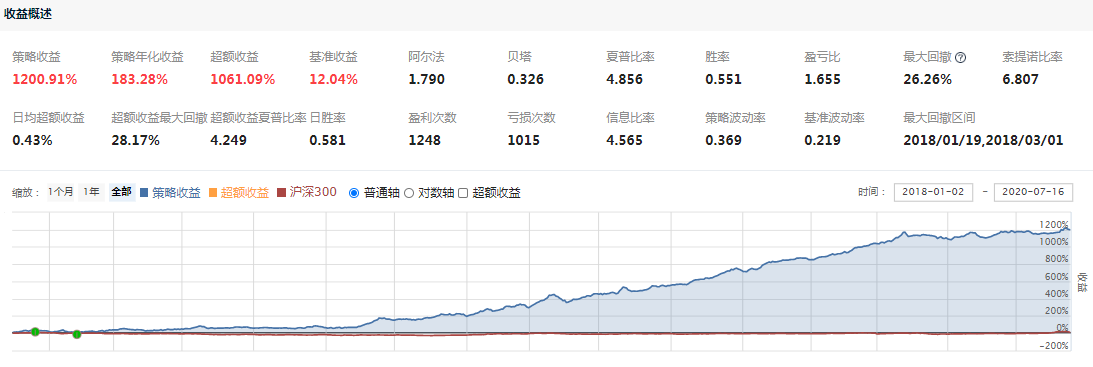 收益概述
策略收益 策略年化收益 超额收益 基准收益 阿尔法 贝塔 夏普比率 胜率 盈亏比 最大回撤 ? 索提诺比率
1200.91% 183.28% 1061.09% 12.04% 1.790 0.326 4.856 0.551 1.655 26.26% 6.807
日均超额收益 超额收益最大回撤 超额收益夏普比率 日胜率 盈利次数 亏损次数 信息比率 策略波动率 基准波动率 最大回撤区间
0.43% 28.17% 4.249 0.581 1248 1015 4.565 0.369 0.219 2018/01/19,2018/03/01
缩放： 1个月 1年 全部 策略收益 超额收益 沪深300 普通轴 对数轴 超额收益 时间： 2018-01-02 - 2020-07-16
1200%
1000%
800%
600%
400%
200%
0%
-200%
收益